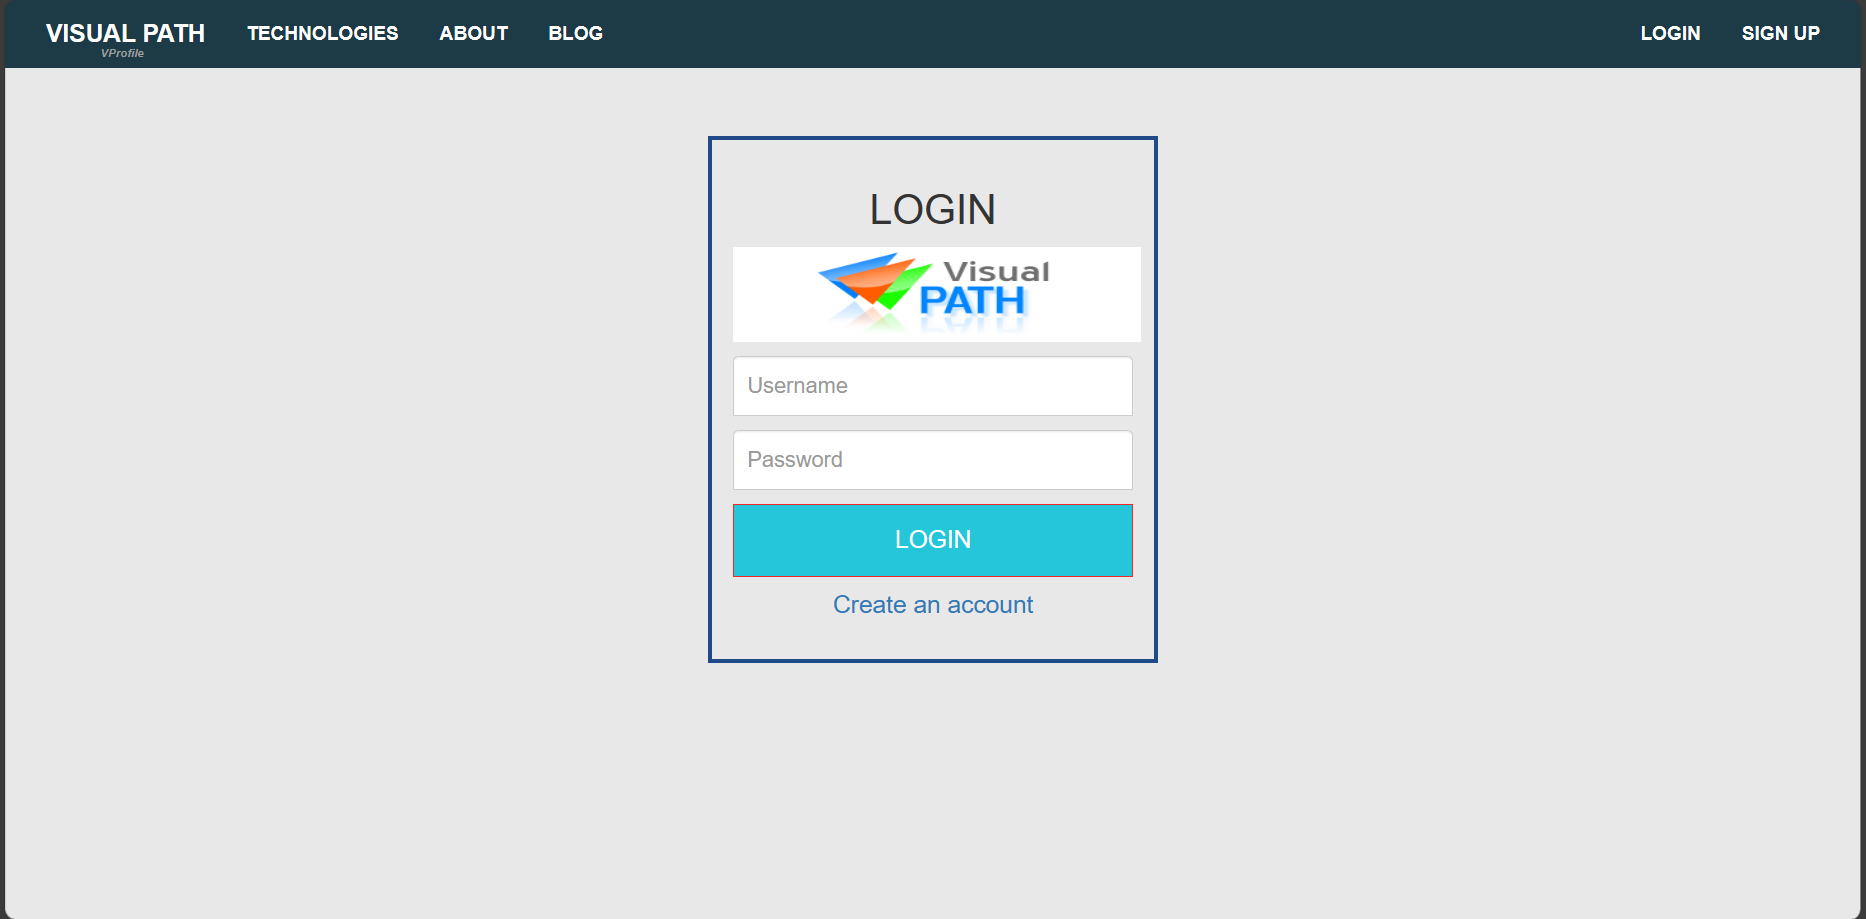 VISUAL PATH TECHNOLOGIES ABOUT BLOG LOGIN SIGN UP
VProfile
LOGIN
Visual
PATH
Username
Password
LOGIN
Create an account